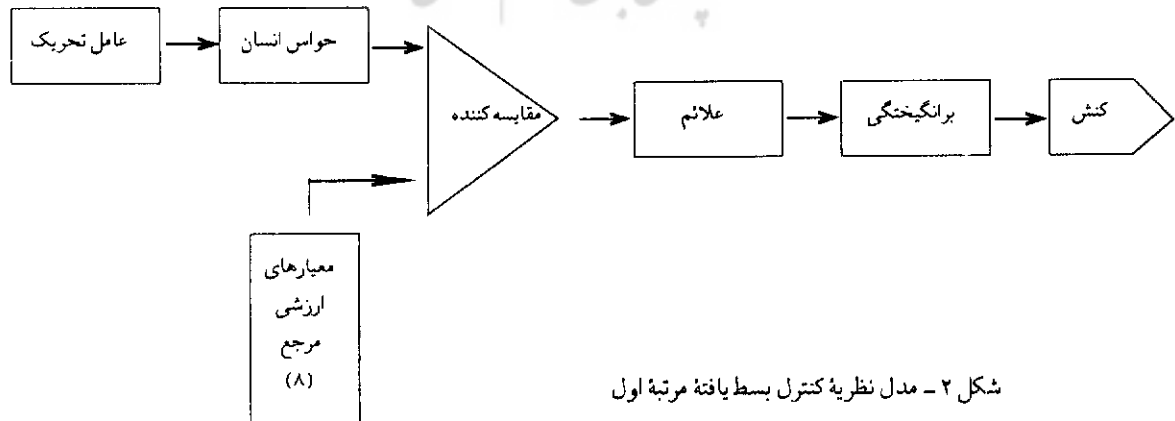 عامل تحریک
حواس انسان
مقایسه‌کننده
علائم
برانگیختگی
کنش
معیارهای
ارزشی
مرجع
(۸)
شکل ۲ ـ مدل نظریهٔ کنترل بسط یافتهٔ مرتبهٔ اول